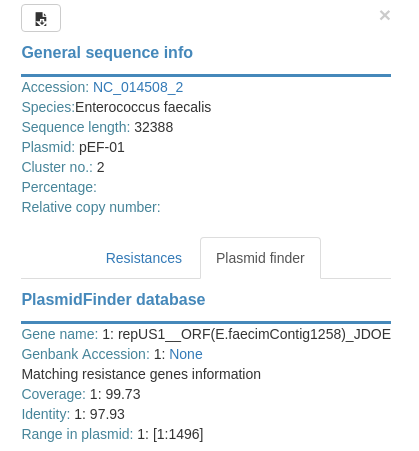 ×
General sequence info
Accession: NC_014508_2
Species:Enterococcus faecalis
Sequence length: 32388
Plasmid: pEF-01
Cluster no.: 2
Percentage:
Relative copy number:
Resistances Plasmid finder
PlasmidFinder database
Gene name: 1: repUS1__ORF(E.faecimContig1258)_JDOE
Genbank Accession: 1: None
Matching resistance genes information
Coverage: 1: 99.73
Identity: 1: 97.93
Range in plasmid: 1: [1:1496]